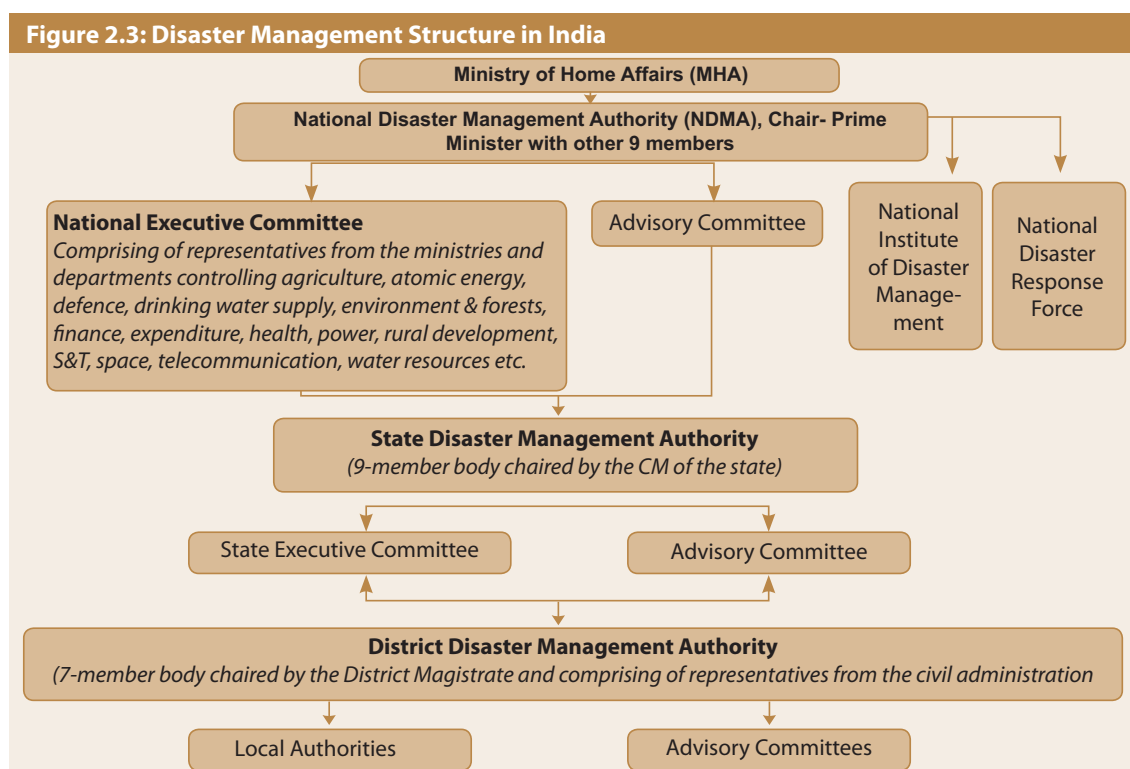 Figure 2.3: Disaster Management Structure in India
Ministry of Home Affairs (MHA)
National Disaster Management Authority (NDMA), Chair- Prime
Minister with other 9 members
National Executive Committee
Comprising of representatives from the ministries and
departments controlling agriculture, atomic energy,
defence, drinking water supply, environment & forests,
finance, expenditure, health, power, rural development,
S&T, space, telecommunication, water resources etc.
Advisory Committee
National
Institute
of Disaster
Manage-
ment
National
Disaster
Response
Force
State Disaster Management Authority
(9-member body chaired by the CM of the state)
State Executive Committee
Advisory Committee
District Disaster Management Authority
(7-member body chaired by the District Magistrate and comprising of representatives from the civil administration
Local Authorities
Advisory Committees